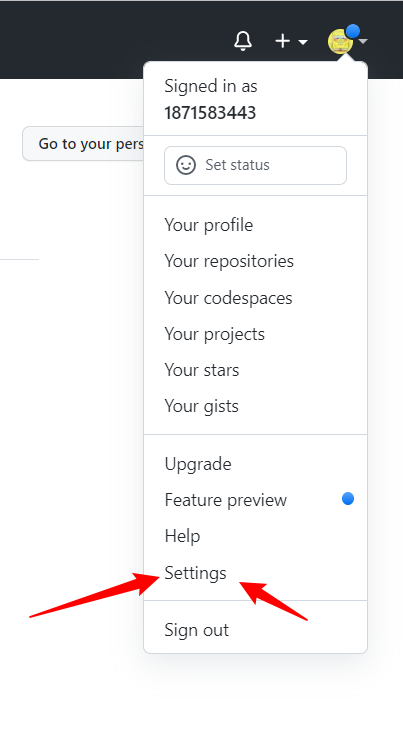 Signed in as
1871583443
Go to your pers
Set status
Your profile
Your repositories
Your codespaces
Your projects
Your stars
Your gists
Upgrade
Feature preview
Help
Settings
Sign out